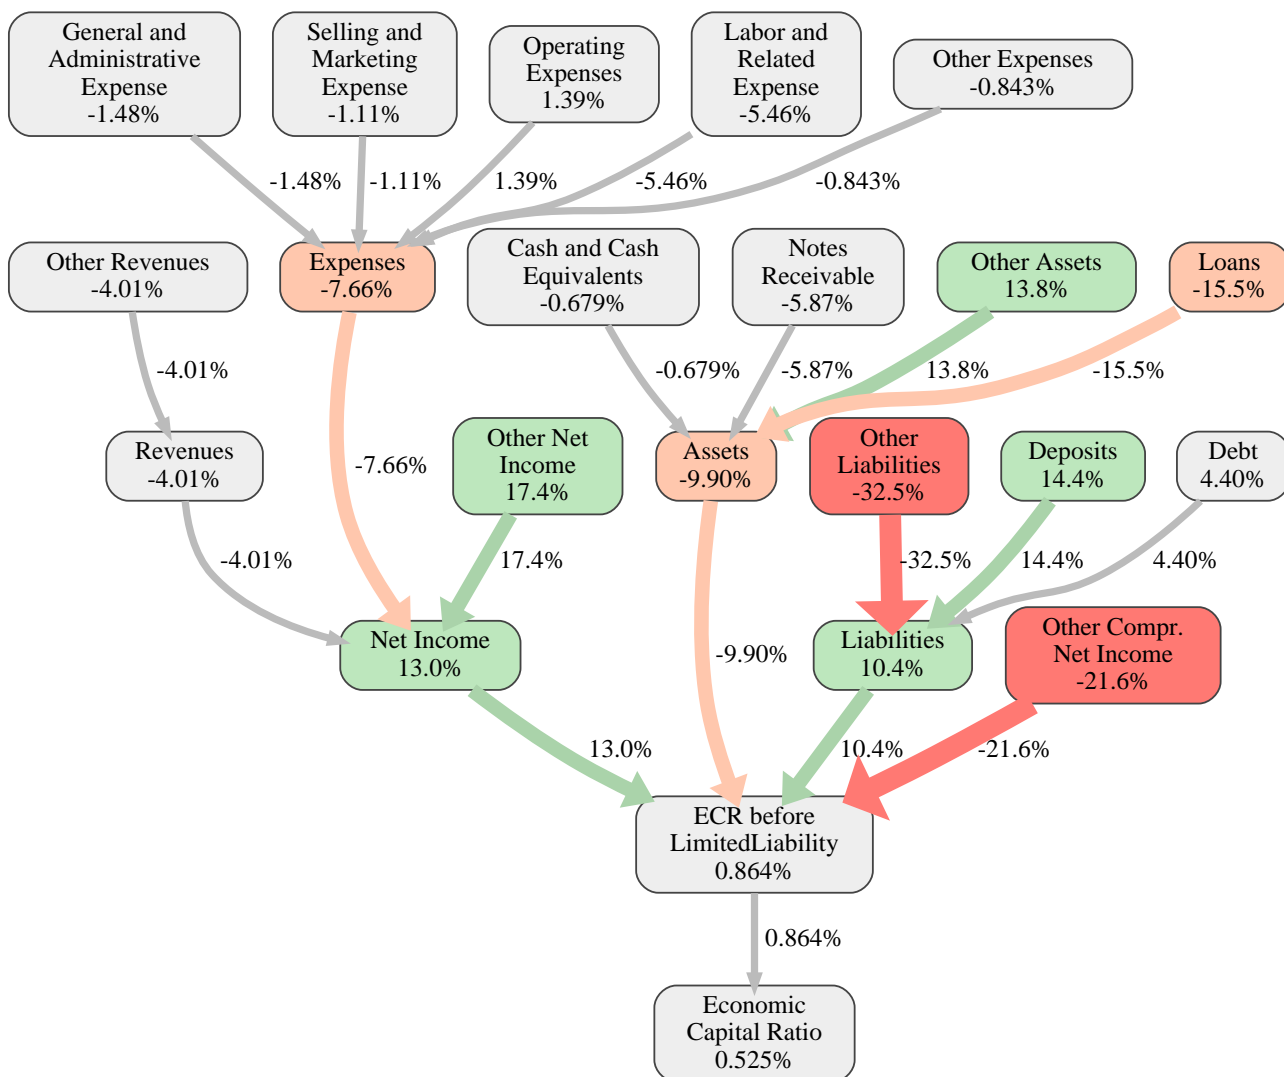 General and
Administrative
Expense
-1.48%
Selling and
Marketing
Expense
-1.11%
Operating
Expenses
1.39%
Labor and
Related
Expense
-5.46%
Other Expenses
-0.843%
-1.48%
-1.11%
1.39%
-5.46%
-0.843%
Other Revenues
-4.01%
Expenses
-7.66%
Cash and Cash
Equivalents
-0.679%
Notes
Receivable
-5.87%
Other Assets
13.8%
Loans
-15.5%
-4.01%
-0.679%
-5.87%
13.8%
-15.5%
Revenues
-4.01%
-7.66%
Other Net
Income
17.4%
Assets
-9.90%
Other
Liabilities
-32.5%
Deposits
14.4%
Debt
4.40%
-4.01%
17.4%
-32.5%
14.4%
4.40%
Net Income
13.0%
-9.90%
Liabilities
10.4%
Other Compr.
Net Income
-21.6%
13.0%
10.4%
-21.6%
ECR before
LimitedLiability
0.864%
0.864%
Economic
Capital Ratio
0.525%